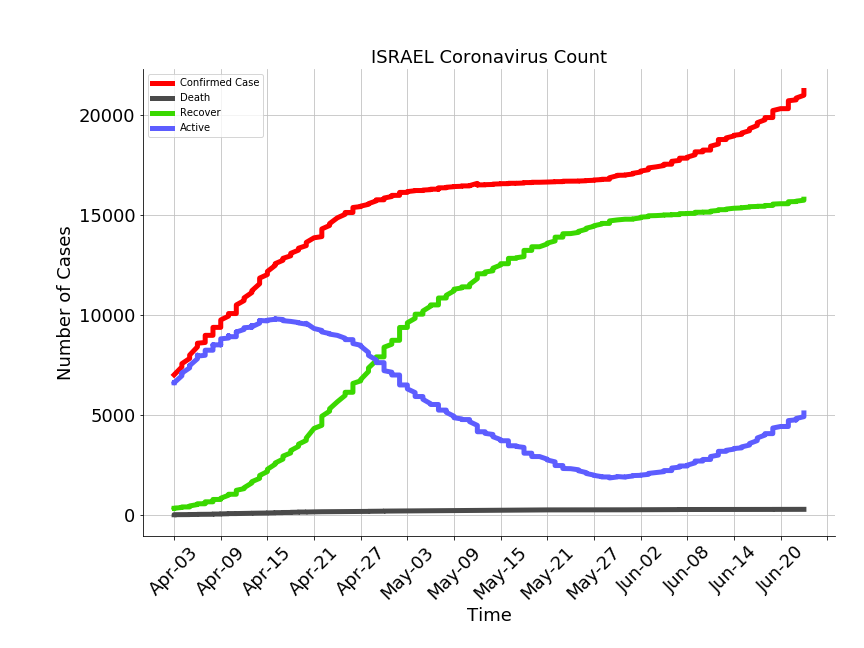 ISRAEL Coronavirus Count
Confirmed Case
Death
Recover
Active
Number of Cases
20000
15000
10000
5000
0
Apr-03 Apr-09 Apr-15 Apr-21 Apr-27 May-03 May-09 May-15 May-21 May-27 Jun-02 Jun-08 Jun-14 Jun-20
Time